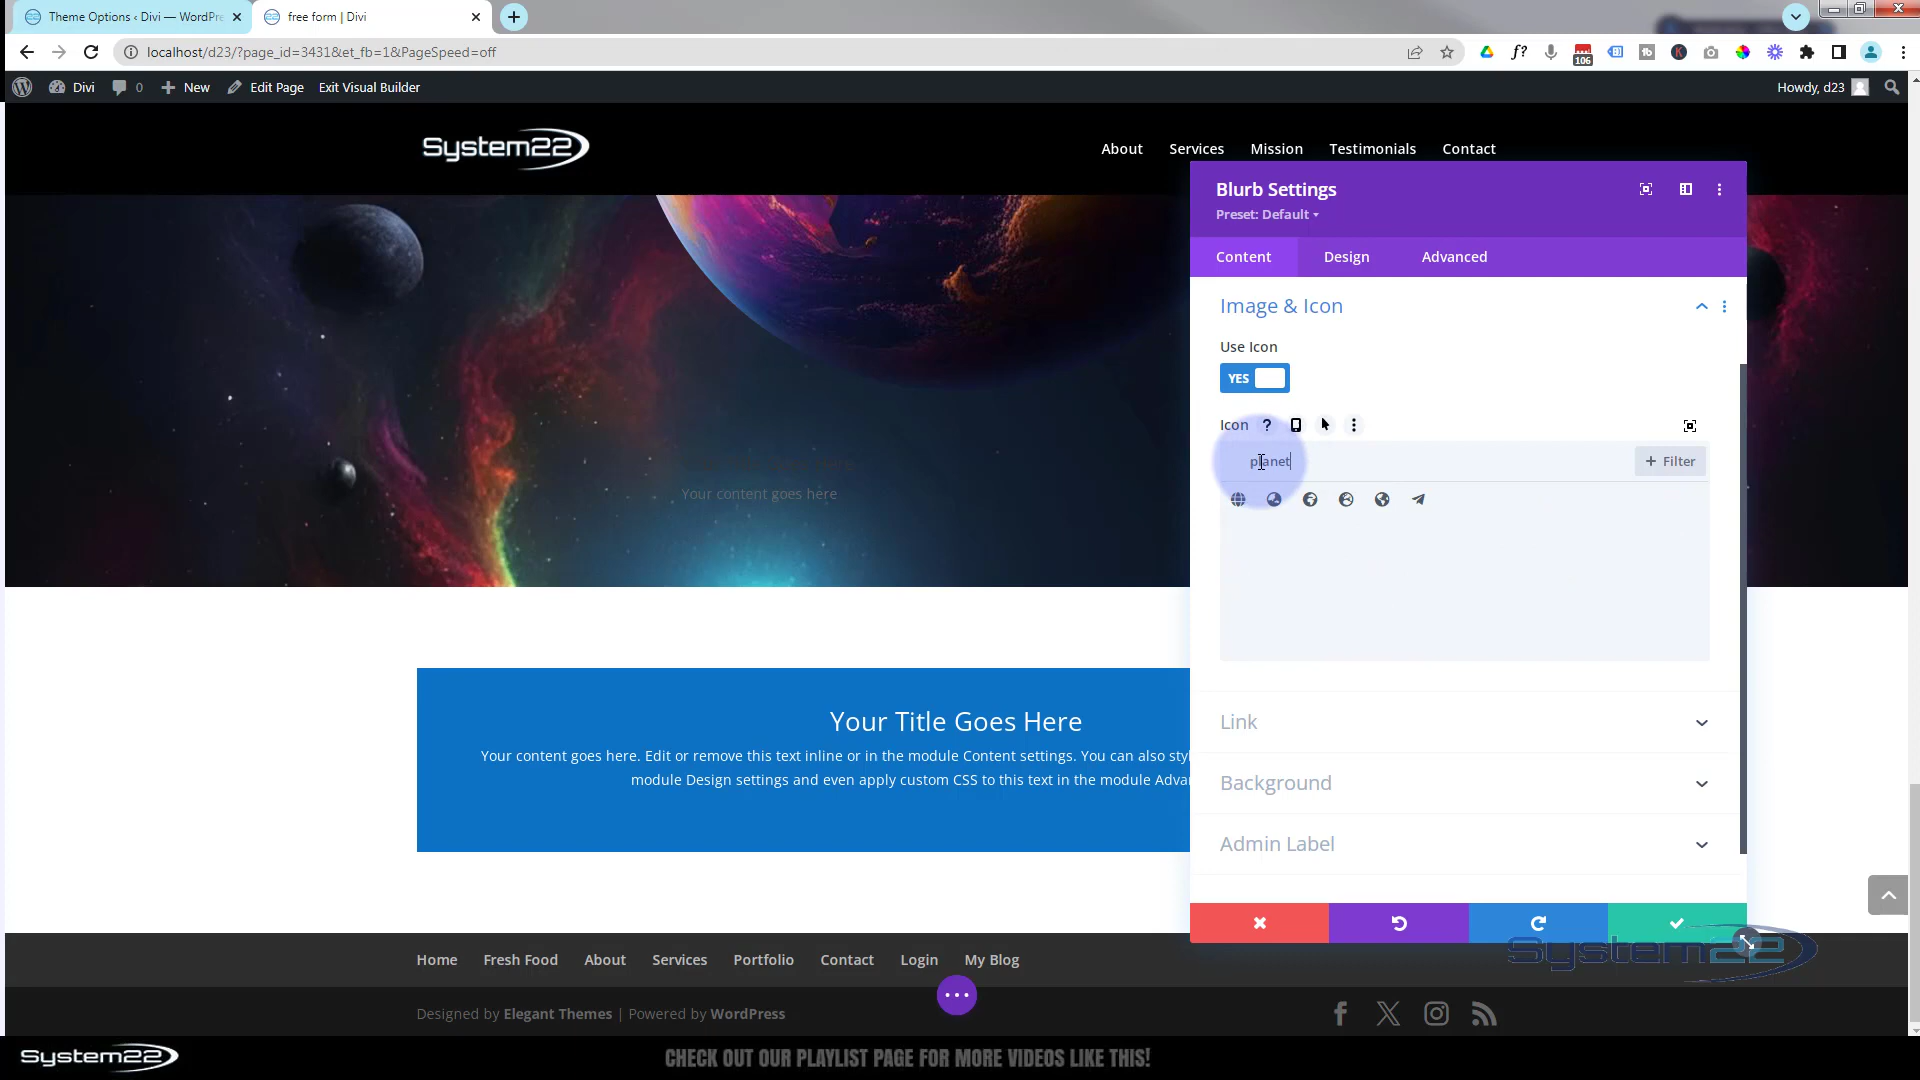 Theme Options ‹ Divi — WordPre
free form | Divi
localhost/d23/?page_id=3431&et_fb=1&PageSpeed=off
106
Divi
0
New
Edit Page
Exit Visual Builder
Howdy, d23
System22
About
Services
Mission
Testimonials
Contact
Blurb Settings
Preset: Default
Content
Design
Advanced
Image & Icon
Use Icon
YES
Icon
planet
+ Filter
Your content goes here
Link
Background
Admin Label
Your Title Goes Here
Your content goes here. Edit or remove this text inline or in the module Content settings. You can also sty
module Design settings and even apply custom CSS to this text in the module Adva
System22
Home
Fresh Food
About
Services
Portfolio
Contact
Login
My Blog
Designed by Elegant Themes | Powered by WordPress
System22
CHECK OUT OUR PLAYLIST PAGE FOR MORE VIDEOS LIKE THIS!